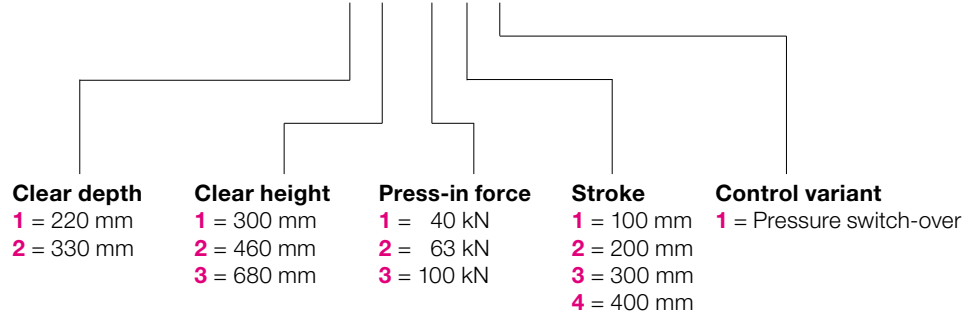 Clear depth
1 = 220 mm
2 = 330 mm
Clear height
1 = 300 mm
2 = 460 mm
3 = 680 mm
Press-in force
1 = 40 kN
2 = 63 kN
3 = 100 kN
Stroke
1 = 100 mm
2 = 200 mm
3 = 300 mm
4 = 400 mm
Control variant
1 = Pressure switch-over